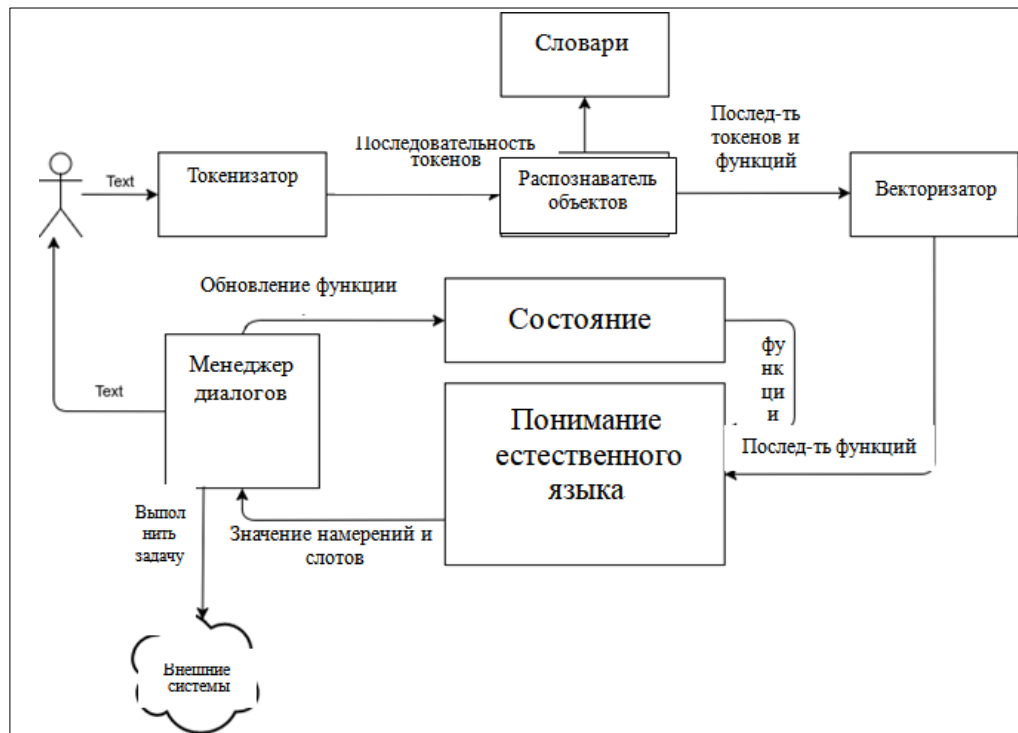 Словари
Text
Токенизатор
Последовательность
токенов
Распознаватель
объектов
Послед-ть
токенов и
функций
Векторизатор
Обновление функции
Состояние
фу
нк
ци
и
Менеджер
диалогов
Text
Понимание
естественного
языка
Послед-ть функций
Выпол
нить
задачу
Значение намерений и
слотов
Внешние
системы